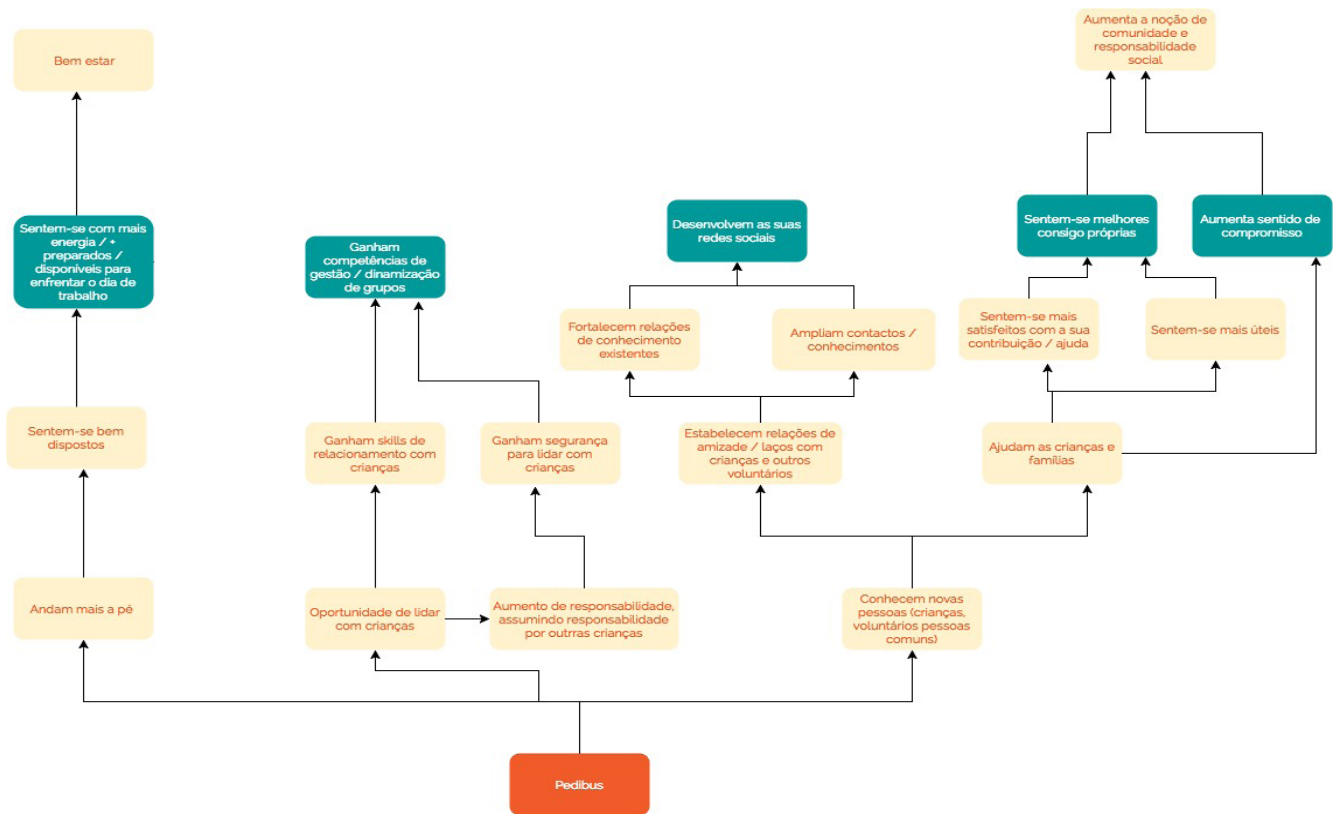 Aumenta a noção de
comunidade e
responsabilidade
social
Bem estar
Sentem-se com mais
energia / +
preparados /
disponíveis para
enfrentar o dia de
trabalho
Ganham
competências de
gestão / dinamização
de grupos
Desenvolvem as suas
redes sociais
Sentem-se melhores
consigo próprias
Aumenta sentido de
compromisso
Fortalecem relações
de conhecimento
existentes
Ampliam contactos /
conhecimentos
Sentem-se mais
satisfeitos com a sua
contribuição / ajuda
Sentem-se mais úteis
Sentem-se bem
dispostos
Ganham skills de
relacionamento com
crianças
Ganham segurança
para lidar com
crianças
Estabelecem relações de
amizade / laços com
crianças e outros
voluntários
Ajudam as crianças e
famílias
Andam mais a pé
Oportunidade de lidar
com crianças
Aumento de responsabilidade,
assumindo responsabilidade
por outrras crianças
Conhecem novas
pessoas (crianças,
voluntários pessoas
comuns)
Pedibus